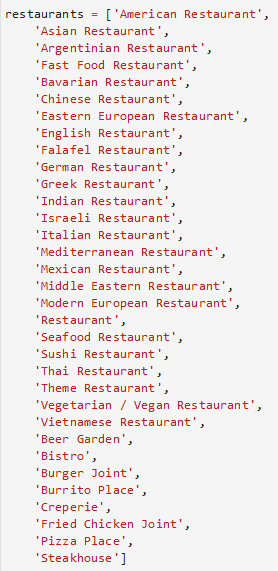 restaurants = ['American Restaurant',
'Asian Restaurant',
'Argentinian Restaurant',
'Fast Food Restaurant',
'Bavarian Restaurant',
'Chinese Restaurant',
'Eastern European Restaurant',
'English Restaurant',
'Falafel Restaurant',
'German Restaurant',
'Greek Restaurant',
'Indian Restaurant',
'Israeli Restaurant',
'Italian Restaurant',
'Mediterranean Restaurant',
'Mexican Restaurant',
'Middle Eastern Restaurant',
'Modern European Restaurant',
'Restaurant',
'Seafood Restaurant',
'Sushi Restaurant',
'Thai Restaurant',
'Theme Restaurant',
'Vegetarian / Vegan Restaurant',
'Vietnamese Restaurant',
'Beer Garden',
'Bistro',
'Burger Joint',
'Burrito Place',
'Creperie',
'Fried Chicken Joint',
'Pizza Place',
'Steakhouse']